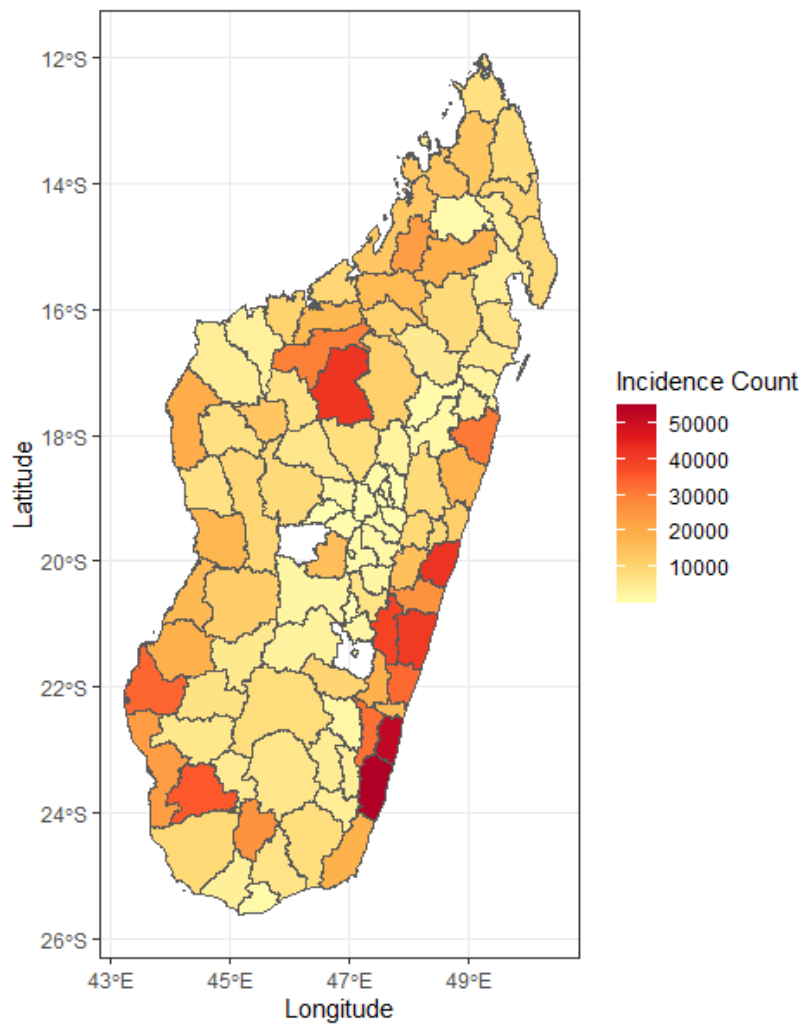 12°S
14°S
16°S
18°S
20°S
22°S
24°S
26°S
Latitude
43°E 45°E 47°E 49°E
Longitude
Incidence Count
50000
40000
30000
20000
10000